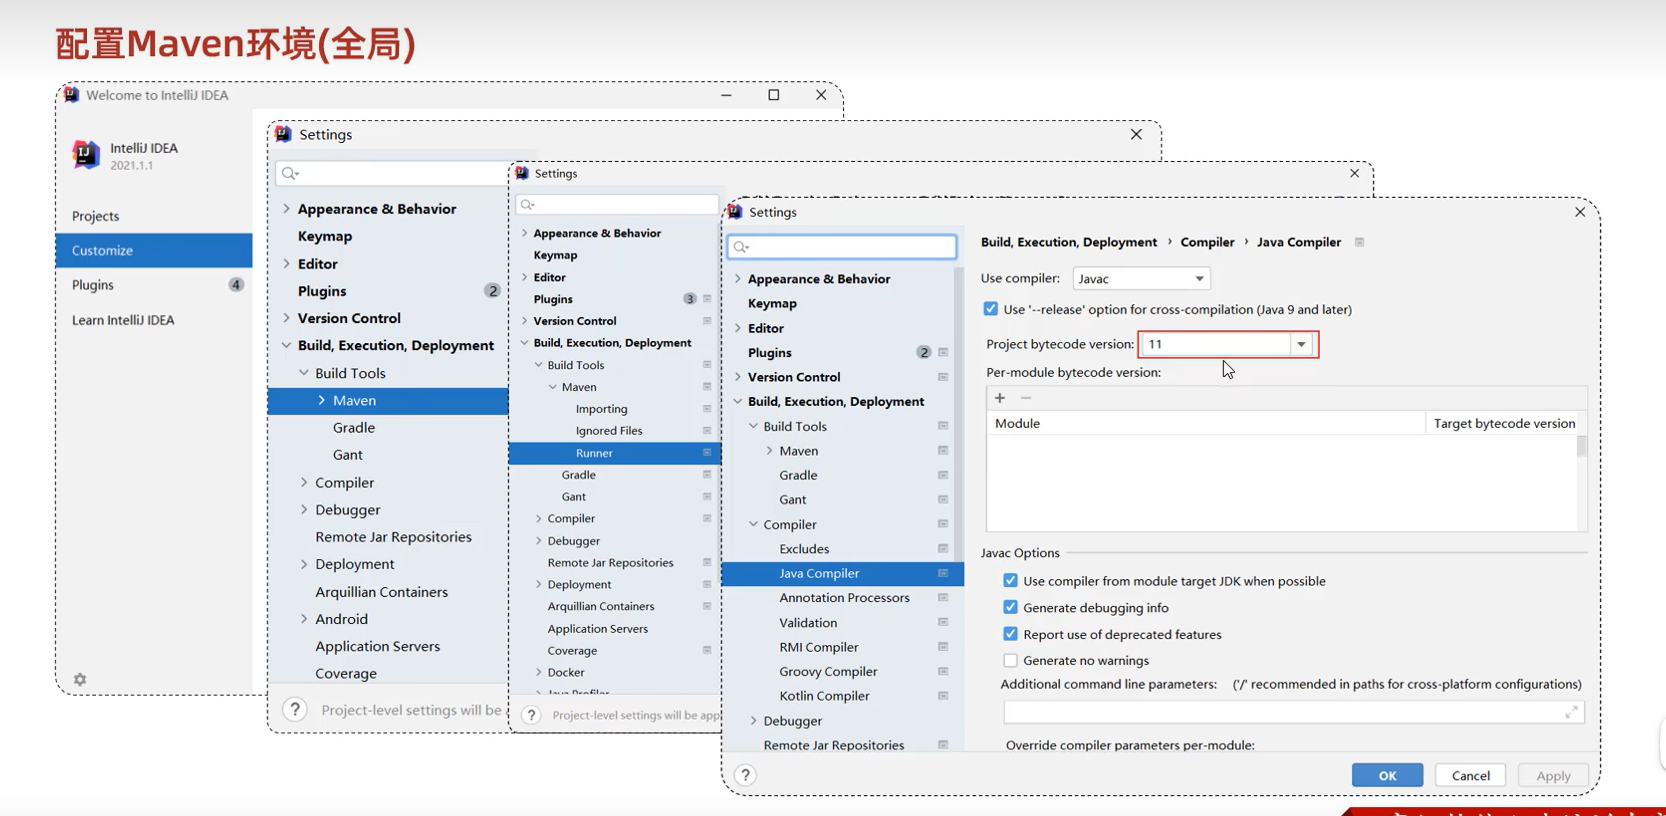 配置Maven环境(全局)
Welcome to IntelliJ IDEA
IntelliJ IDEA
2021.1.1
Projects
Customize
Plugins 4
Learn IntelliJ IDEA
Settings
Appearance & Behavior
Keymap
Editor
Plugins 2
Version Control
Build, Execution, Deployment
Build Tools
Maven
Gradle
Gant
Compiler
Debugger
Remote Jar Repositories
Deployment
Arquillian Containers
Android
Application Servers
Coverage
? Project-level settings will be
Settings
Appearance & Behavior
Keymap
Editor
Plugins 3
Version Control
Build, Execution, Deployment
Build Tools
Maven
Importing
Ignored Files
Runner
Gradle
Gant
Compiler
Debugger
Remote Jar Repositories
Deployment
Arquillian Containers
Application Servers
Coverage
Docker
Java Profiler
? Project-level settings will be app
Settings
Appearance & Behavior
Keymap
Editor
Plugins 2
Version Control
Build, Execution, Deployment
Build Tools
Maven
Gradle
Gant
Compiler
Excludes
Java Compiler
Annotation Processors
Validation
RMI Compiler
Groovy Compiler
Kotlin Compiler
Debugger
Remote Jar Repositories
Build, Execution, Deployment › Compiler › Java Compiler
Use compiler: Javac
Use '--release' option for cross-compilation (Java 9 and later)
Project bytecode version: 11
Per-module bytecode version:
Module Target bytecode version
Javac Options
Use compiler from module target JDK when possible
Generate debugging info
Report use of deprecated features
Generate no warnings
Additional command line parameters: ('/' recommended in paths for cross-platform configurations)
Override compiler parameters per-module:
? OK Cancel Apply